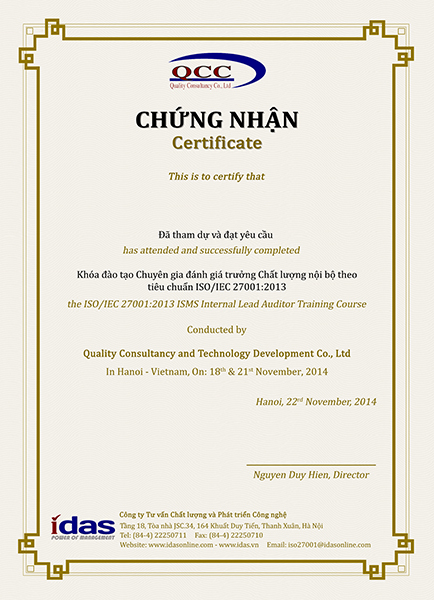 QCC
Quality Consultancy Co., Ltd
CHỨNG NHẬN
Certificate
This is to certify that
Đã tham dự và đạt yêu cầu
has attended and successfully completed
Khóa đào tạo Chuyên gia đánh giá trưởng Chất lượng nội bộ theo
tiêu chuẩn ISO/IEC 27001:2013
the ISO/IEC 27001:2013 ISMS Internal Lead Auditor Training Course
Conducted by
Quality Consultancy and Technology Development Co., Ltd
In Hanoi - Vietnam, On: 18th & 21st November, 2014
Hanoi, 22rd November, 2014
Nguyen Duy Hien, Director
idas
POWER OF MANAGEMENT
Công ty Tư vấn Chất lượng và Phát triển Công nghệ
Tầng 18, Tòa nhà JSC.34, 164 Khuất Duy Tiến, Thanh Xuân, Hà Nội
Tel: (84-4) 22250711 Fax: (84-4) 22250710
Website: www.idasonline.com - www.idas.vn Email: iso27001@idasonline.com